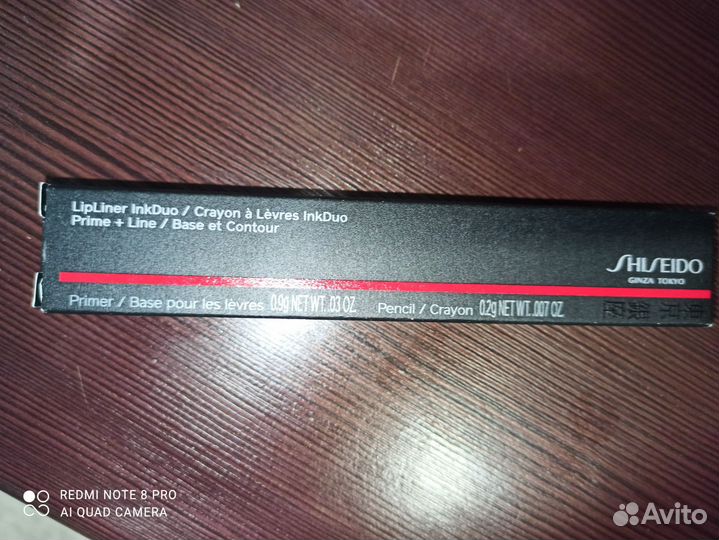 LipLiner InkDuo / Crayon à Lèvres InkDuo
Prime + Line / Base et Contour
SHISEIDO
GINZA TOKYO
Primer / Base pour les lèvres 0.9g NET WT. .03 OZ.
Pencil / Crayon 0.2g NET WT. .007 OZ.
東京
銀座
REDMI NOTE 8 PRO
AI QUAD CAMERA
Avito